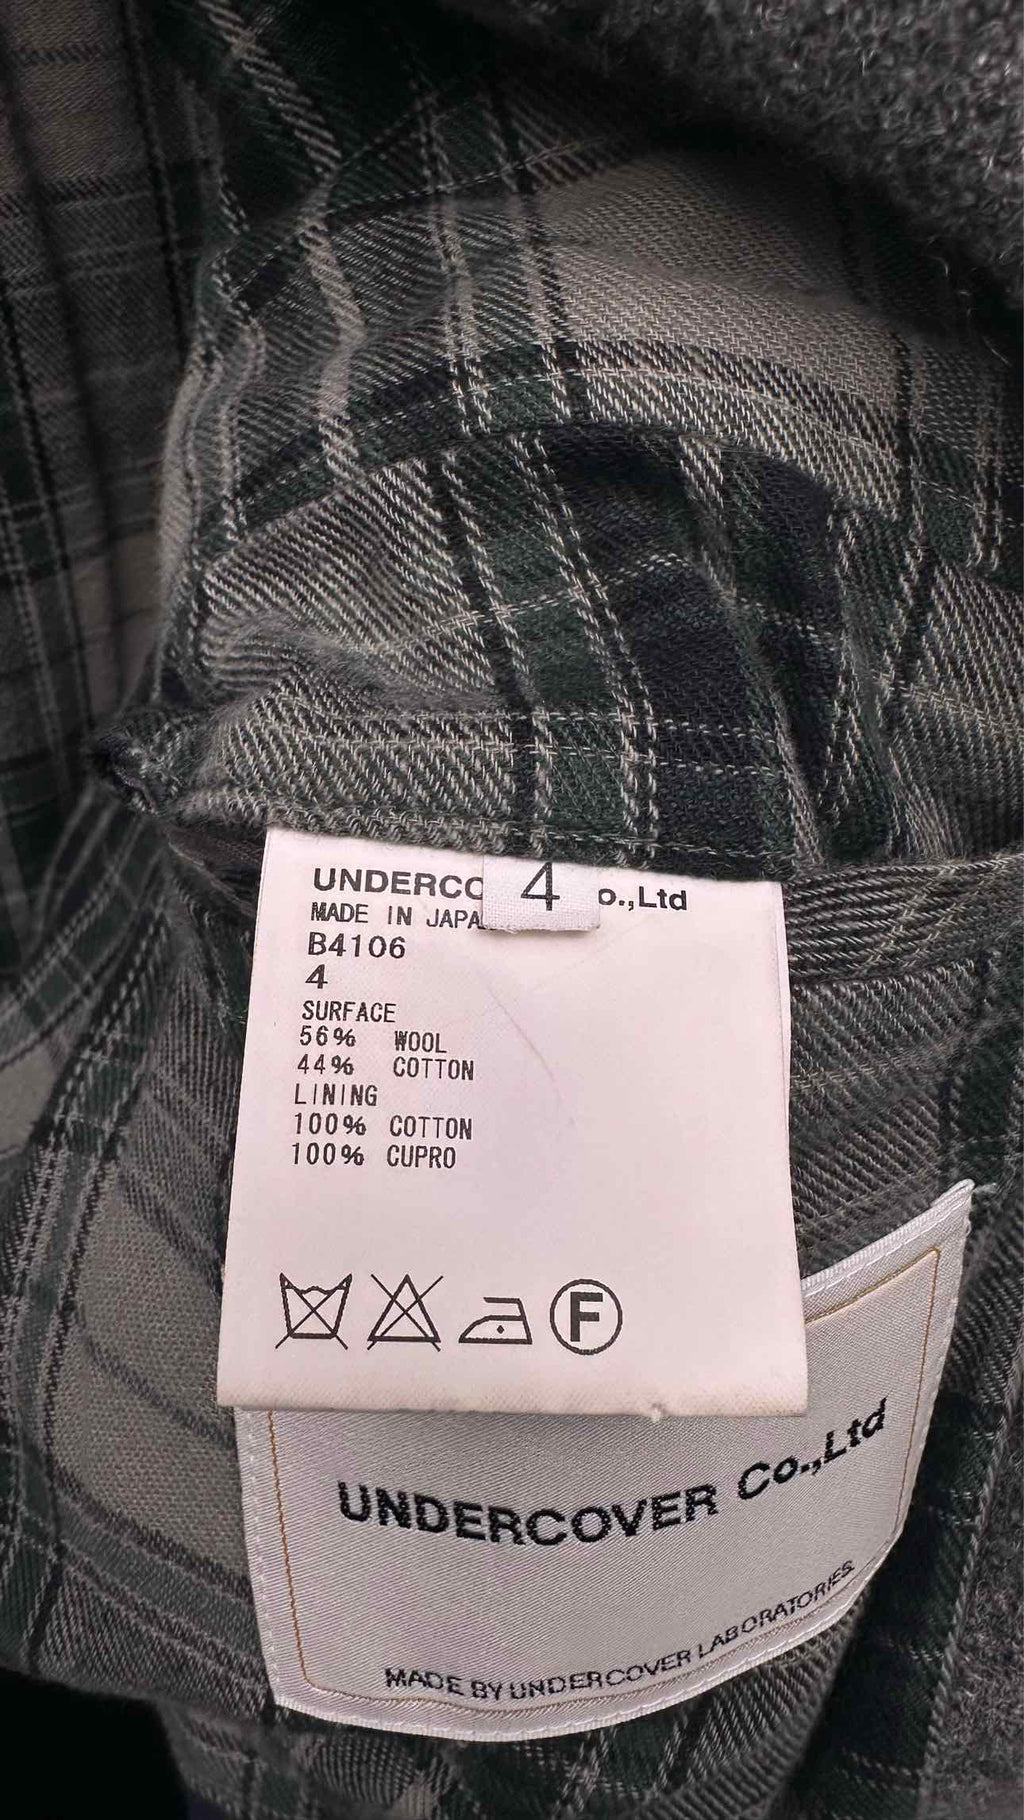 UNDERCO 4 o.,Ltd
MADE IN JAPA
B4106
4
SURFACE
56% WOOL
44% COTTON
LINING
100% COTTON
100% CUPRO
F
UNDERCOVER Co.,Ltd
MADE BY UNDERCOVER LABORATORIES